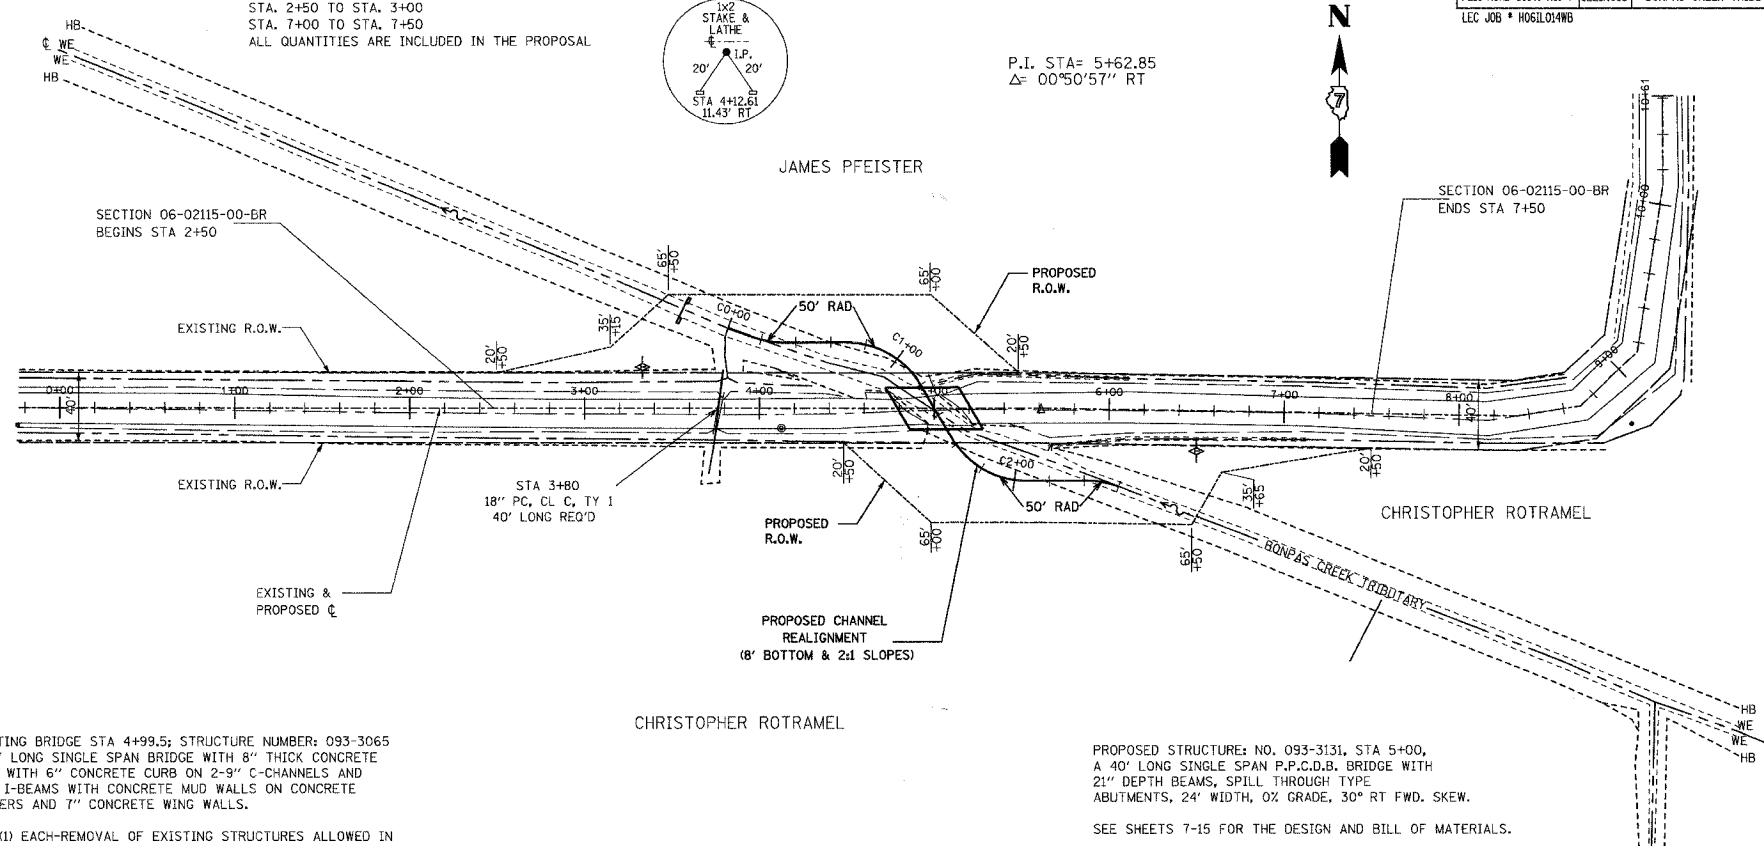 STA. 2+50 TO STA. 3+00
STA. 7+00 TO STA. 7+50
ALL QUANTITIES ARE INCLUDED IN THE PROPOSAL
1x2
STAKE &
LATHE
℄
I.P.
20' 20'
STA 4+12.61
11.43' RT
P.I. STA= 5+62.85
∆= 00°50'57" RT
N
7
LEC JOB # H06IL014WB
HB
℄ WE
WE
HB
JAMES PFEISTER
SECTION 06-02115-00-BR
BEGINS STA 2+50
SECTION 06-02115-00-BR
ENDS STA 7+50
10+61
10+00
9+00
65'
+50
65'
+00
PROPOSED
R.O.W.
50' RAD
C0+00
C1+00
EXISTING R.O.W.
35'
+15
20'
+50
20'
+50
0+00
1+00
2+00
3+00
4+00
6+00
7+00
8+00
40'
40'
EXISTING R.O.W.
STA 3+80
18" PC, CL C, TY 1
40' LONG REQ'D
20'
+50
C2+00
50' RAD
PROPOSED
R.O.W.
65'
+00
65'
+50
35'
+65
20'
+50
CHRISTOPHER ROTRAMEL
BONPAS CREEK TRIBUTARY
EXISTING &
PROPOSED ℄
PROPOSED CHANNEL
REALIGNMENT
(8' BOTTOM & 2:1 SLOPES)
CHRISTOPHER ROTRAMEL
HB
WE
WE
HB
TING BRIDGE STA 4+99.5; STRUCTURE NUMBER: 093-3065
' LONG SINGLE SPAN BRIDGE WITH 8" THICK CONCRETE
WITH 6" CONCRETE CURB ON 2-9" C-CHANNELS AND
I-BEAMS WITH CONCRETE MUD WALLS ON CONCRETE
ERS AND 7" CONCRETE WING WALLS.
(1) EACH-REMOVAL OF EXISTING STRUCTURES ALLOWED IN
PROPOSED STRUCTURE: NO. 093-3131, STA 5+00,
A 40' LONG SINGLE SPAN P.P.C.D.B. BRIDGE WITH
21" DEPTH BEAMS, SPILL THROUGH TYPE
ABUTMENTS, 24' WIDTH, 0% GRADE, 30° RT FWD. SKEW.
SEE SHEETS 7-15 FOR THE DESIGN AND BILL OF MATERIALS.